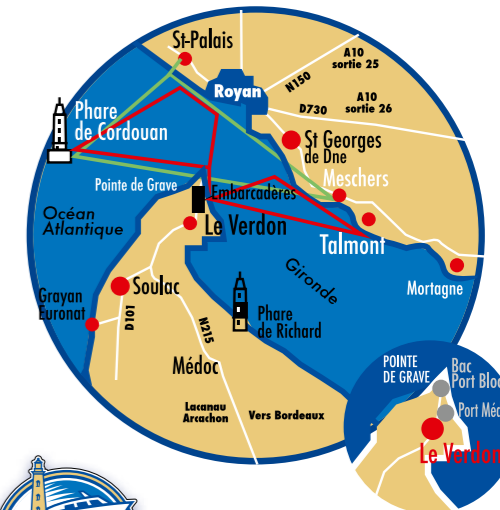 St-Palais
A10
sortie 25
N150
Royan
A10
sortie 26
D730
Phare
de Cordouan
St Georges
de Dne
Pointe de Grave
Embarcadères
Meschers
Océan
Atlantique
Le Verdon
Talmont
Gironde
Soulac
Mortagne
Grayan
Euronat
D101
N215
Phare
de Richard
Médoc
Lacanau
Arcachon
Vers Bordeaux
POINTE
DE GRAVE
Bac
Port Bloc
Port Méd
Le Verdon